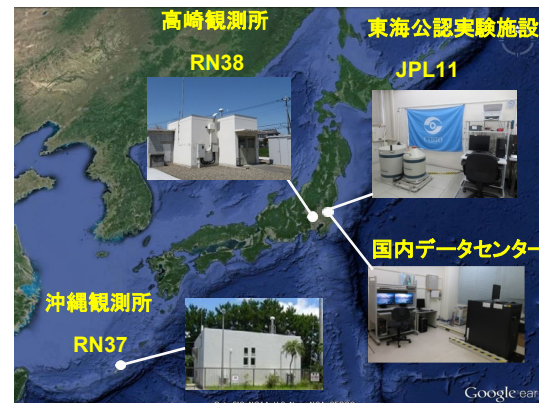 高崎観測所
RN38
東海公認実験施設
JPL11
国内データセンター
沖縄観測所
RN37
Google ear